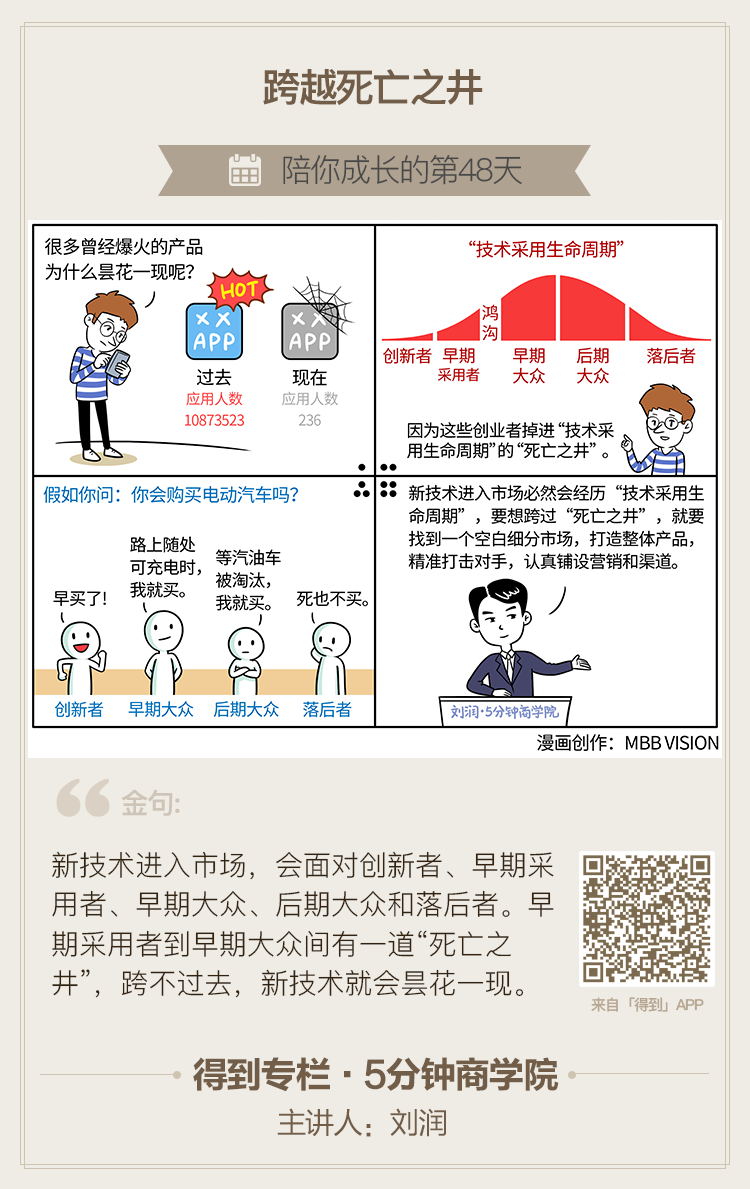 跨越死亡之井
陪你成长的第48天
很多曾经爆火的产品
为什么昙花一现呢？
HOT
XX
APP
XX
APP
过去
现在
应用人数
应用人数
10873523
236
“技术采用生命周期”
鸿
沟
创新者
早期
采用者
早期
大众
后期
大众
落后者
因为这些创业者掉进“技术采
用生命周期”的“死亡之井”。
假如你问：你会购买电动汽车吗？
早买了！
路上随处
可充电时，
我就买。
等汽油车
被淘汰，
我就买。
死也不买。
创新者
早期大众
后期大众
落后者
新技术进入市场必然会经历“技术采用生
命周期”，要想跨过“死亡之井”，就要
找到一个空白细分市场，打造整体产品，
精准打击对手，认真铺设营销和渠道。
刘润·5分钟商学院
漫画创作：MBB VISION
金句:
新技术进入市场，会面对创新者、早期采
用者、早期大众、后期大众和落后者。早
期采用者到早期大众间有一道“死亡之
井”，跨不过去，新技术就会昙花一现。
来自「得到」APP
得到专栏·5分钟商学院
主讲人：刘润